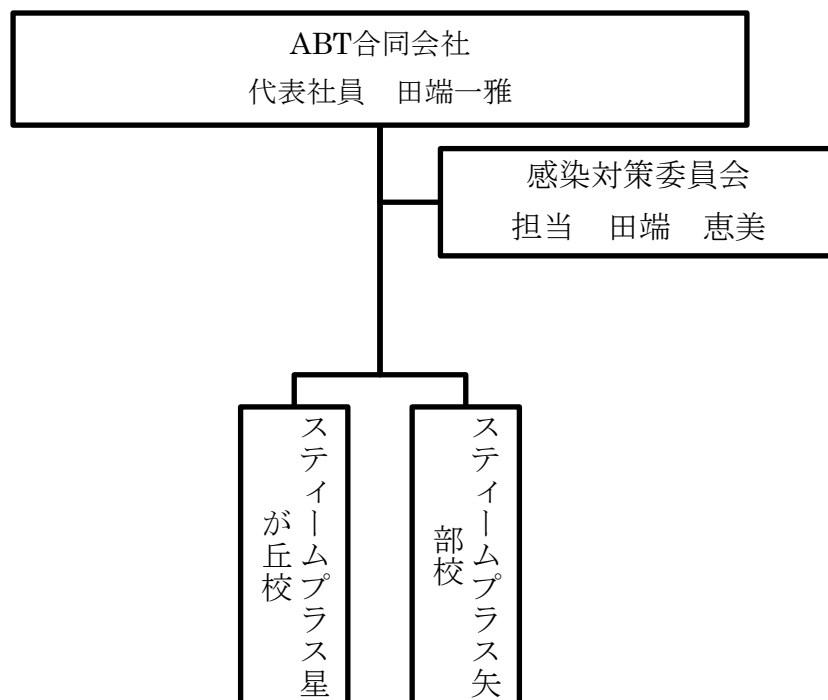 ABT合同会社
代表社員　田端一雅
感染対策委員会
担当　田端　恵美
スティームプラス星
が丘校
スティームプラス矢
部校